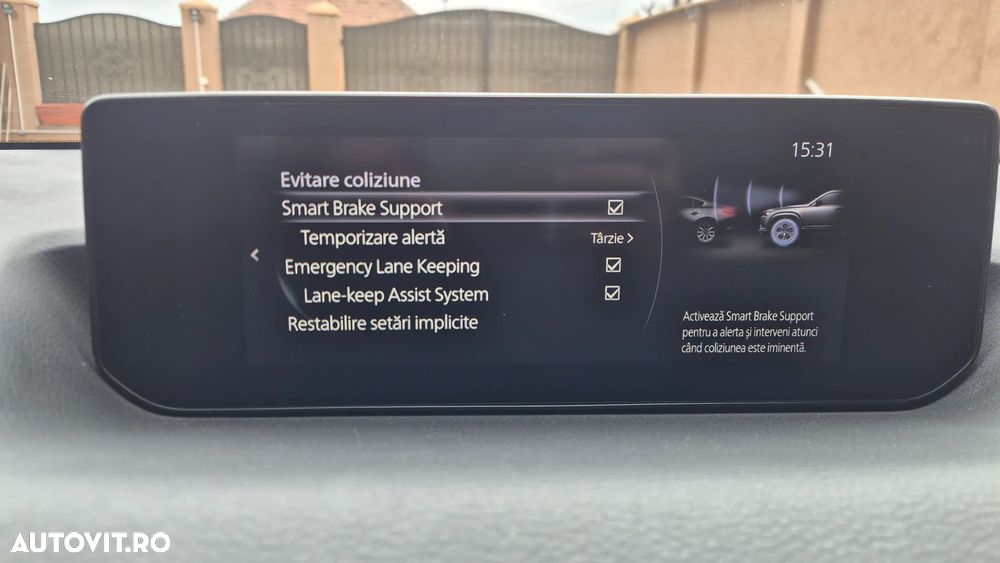 15:31
Evitare coliziune
Smart Brake Support
Temporizare alertă Târzie >
Emergency Lane Keeping
Lane-keep Assist System
Restabilire setări implicite
Activează Smart Brake Support
pentru a alerta și interveni atunci
când coliziunea este iminentă.
AUTOVIT.RO